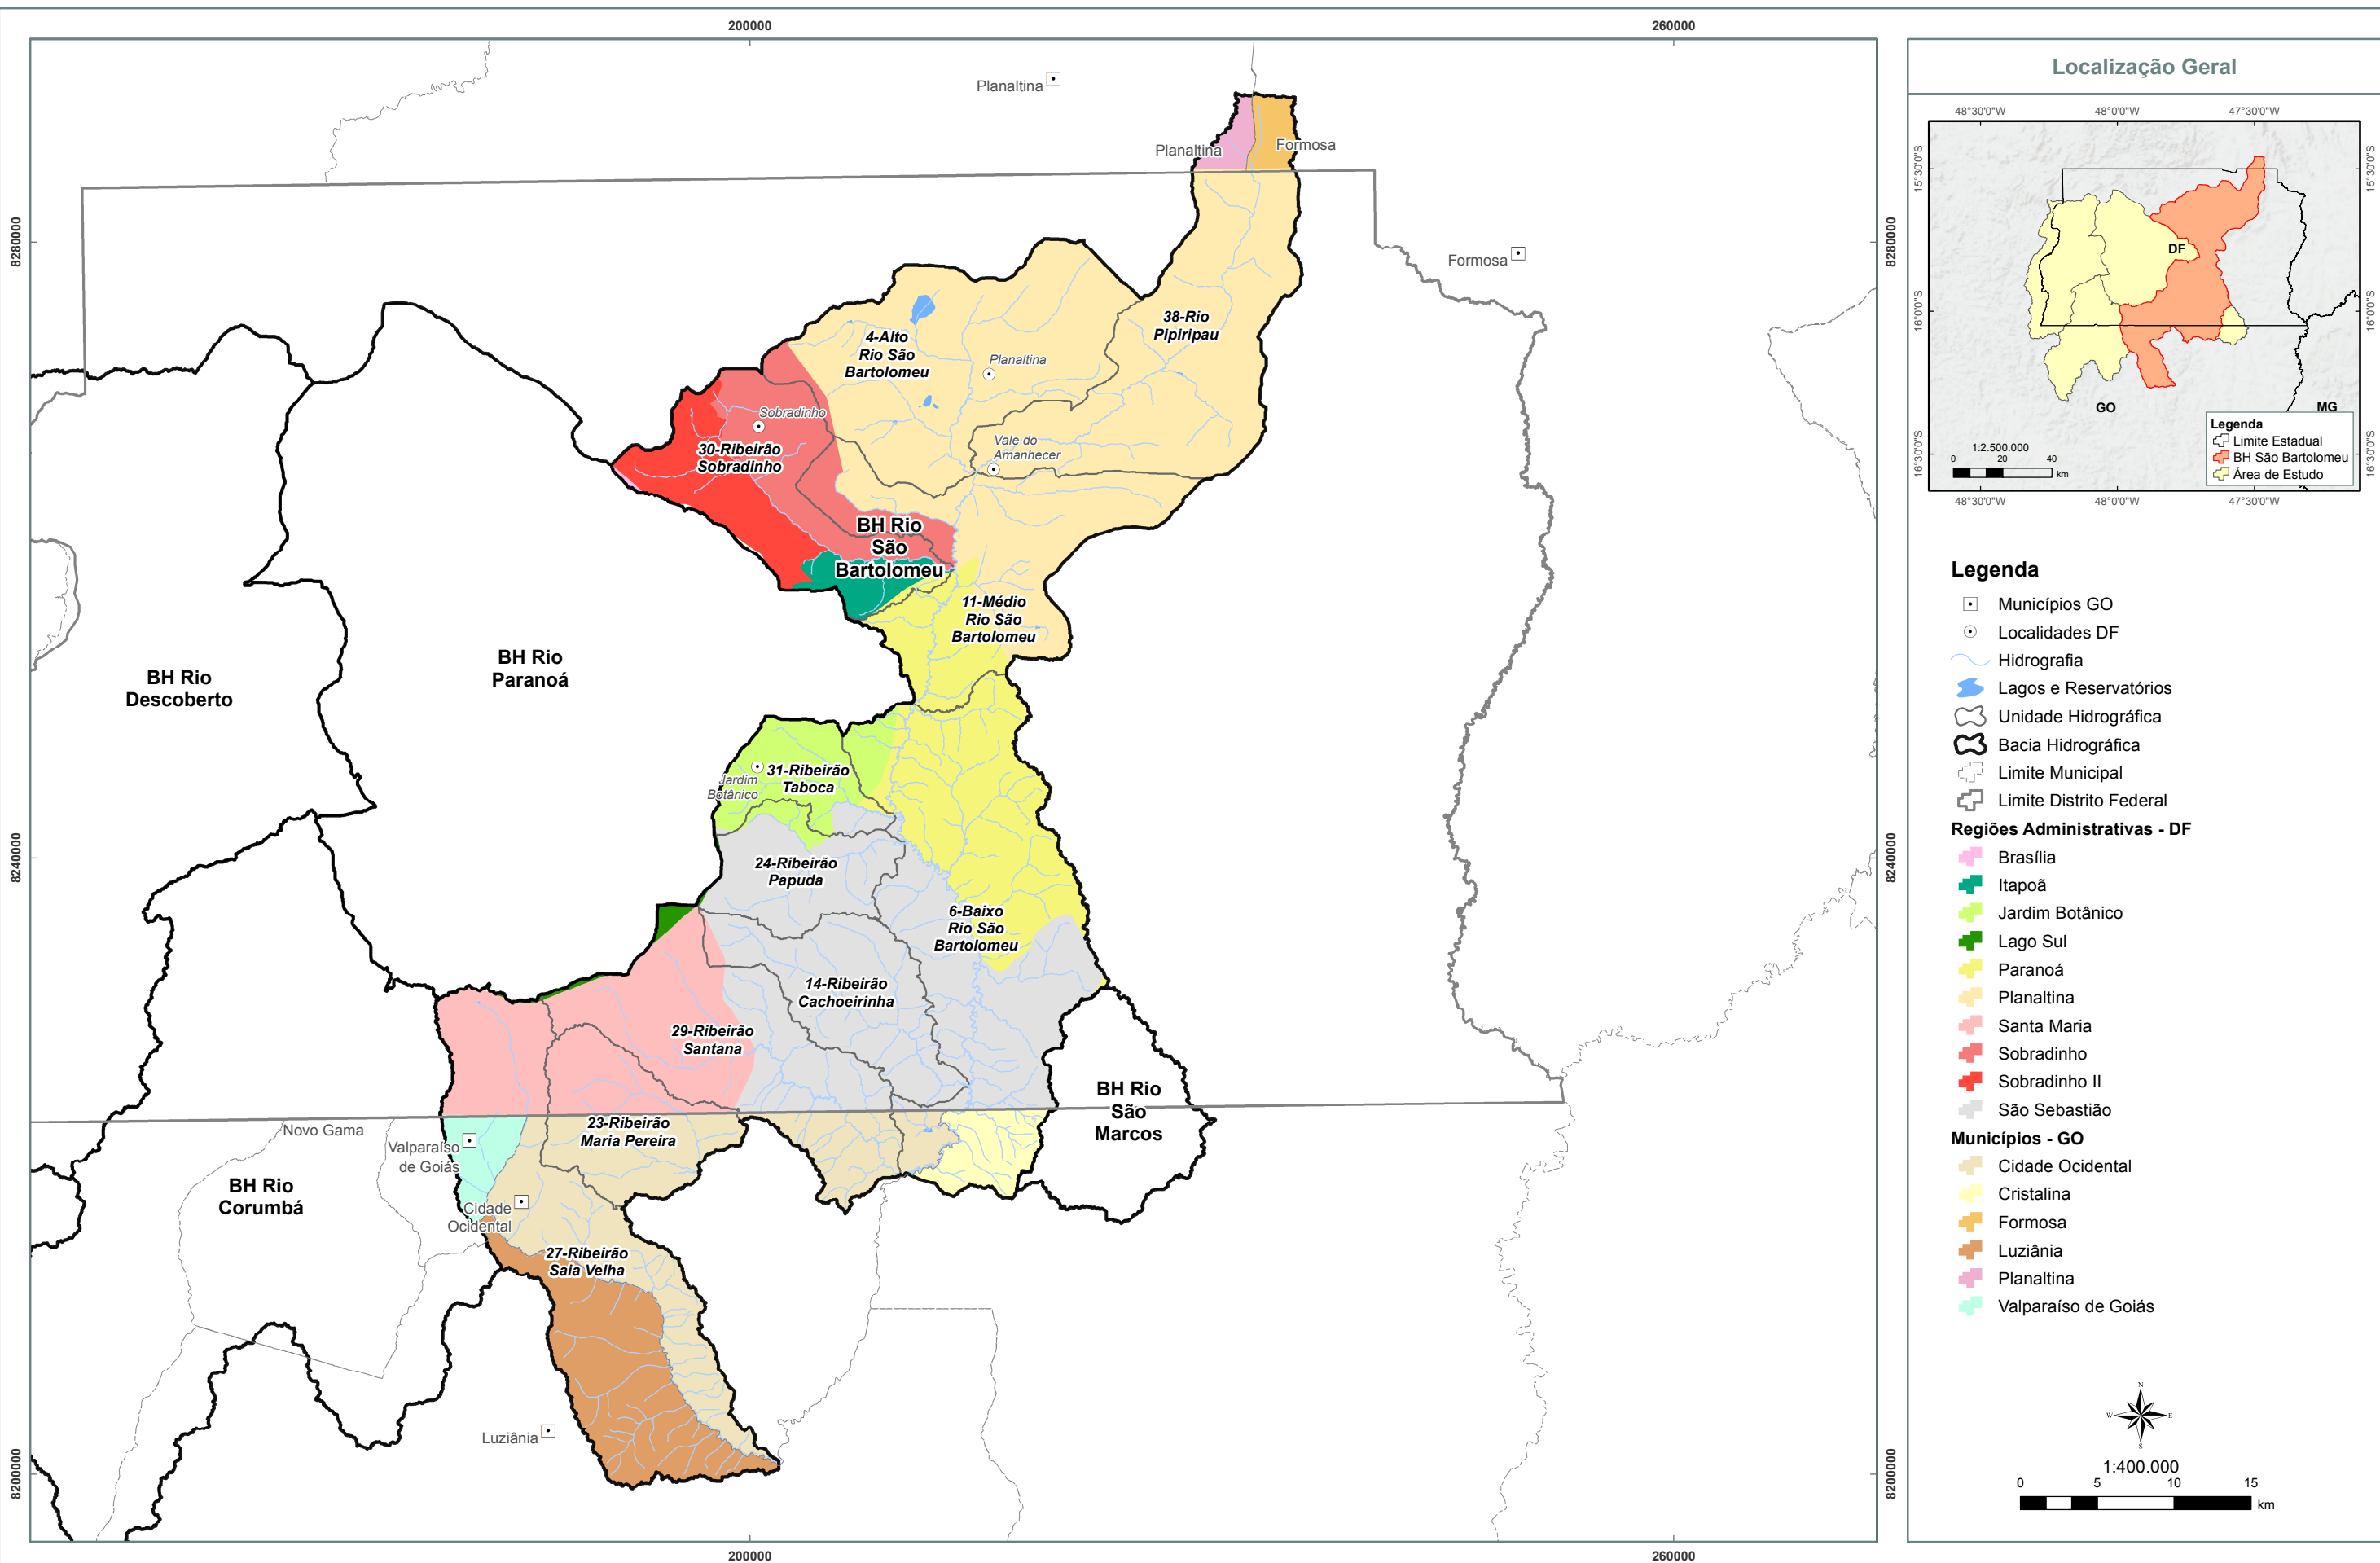 200000
260000
8280000
8240000
8200000
8280000
8240000
8200000
200000
260000
Planaltina
Planaltina
Formosa
Formosa
38-Rio
Pipiripau
4-Alto
Rio São
Bartolomeu
Planaltina
Sobradinho
Vale do
Amanhecer
30-Ribeirão
Sobradinho
BH Rio
São
Bartolomeu
11-Médio
Rio São
Bartolomeu
BH Rio
Descoberto
BH Rio
Paranoá
31-Ribeirão
Taboca
Jardim
Botânico
24-Ribeirão
Papuda
6-Baixo
Rio São
Bartolomeu
14-Ribeirão
Cachoeirinha
29-Ribeirão
Santana
BH Rio
São
Marcos
23-Ribeirão
Maria Pereira
Novo Gama
Valparaíso
de Goiás
BH Rio
Corumbá
Cidade
Ocidental
27-Ribeirão
Saia Velha
Luziânia
Localização Geral
48°30'0"W
48°0'0"W
47°30'0"W
15°30'0"S
16°0'0"S
16°30'0"S
15°30'0"S
16°0'0"S
16°30'0"S
DF
GO
MG
1:2.500.000
0 20 40
km
Legenda
Limite Estadual
BH São Bartolomeu
Área de Estudo
48°30'0"W
48°0'0"W
47°30'0"W
Legenda
Municípios GO
Localidades DF
Hidrografia
Lagos e Reservatórios
Unidade Hidrográfica
Bacia Hidrográfica
Limite Municipal
Limite Distrito Federal
Regiões Administrativas - DF
Brasília
Itapoã
Jardim Botânico
Lago Sul
Paranoá
Planaltina
Santa Maria
Sobradinho
Sobradinho II
São Sebastião
Municípios - GO
Cidade Ocidental
Cristalina
Formosa
Luziânia
Planaltina
Valparaíso de Goiás
N
W
E
S
1:400.000
0 5 10 15
km